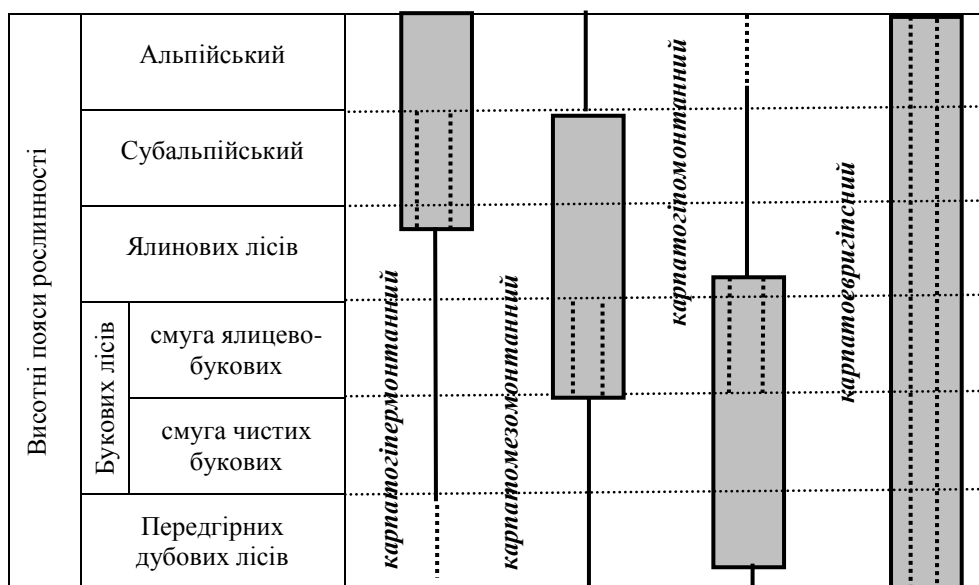 Висотні пояси рослинності
Альпійський
Субальпійський
Ялинових лісів
Букових лісів
смуга ялицево-
букових
смуга чистих
букових
Передгірних
дубових лісів
карпатогіпермонтанний
карпатомезомонтанний
карпатогіпомонтанний
карпатоевригіпсний